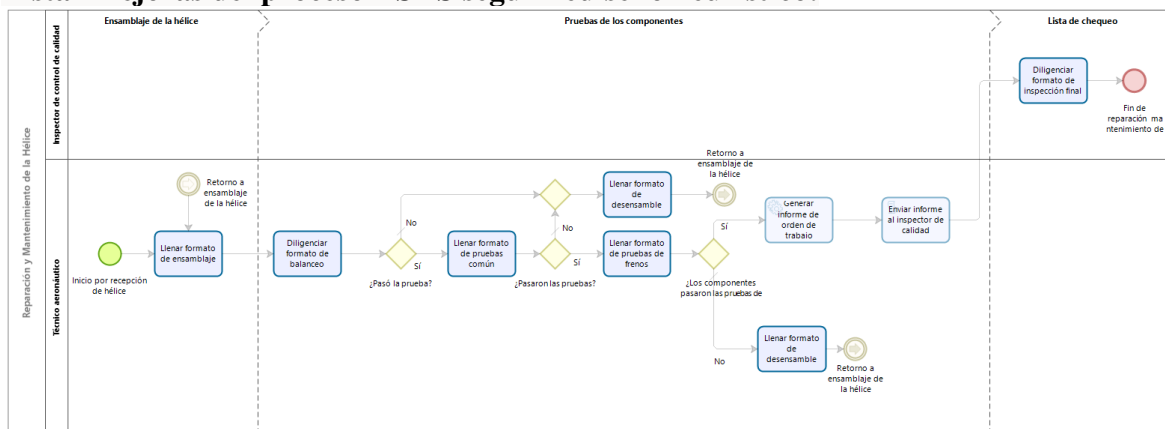 Ensamblaje de la hélice
Pruebas de los componentes
Lista de chequeo
Reparación y Mantenimiento de la Hélice
Inspector de control de calidad
Diligenciar
formato de
inspección final
Fin de
reparación ma
ntenimiento de
Técnico aeronáutico
Inicio por recepción
de hélice
Retorno a
ensamblaje
de la hélice
Llenar formato
de ensamblaje
Diligenciar
formato de
balanceo
¿Pasó la prueba?
No
Sí
Llenar formato
de pruebas
común
¿Pasaron las pruebas?
No
Sí
Llenar formato
de
desensamble
Retorno a
ensamblaje de
la hélice
Llenar formato
de pruebas de
frenos
¿Los componentes
pasaron las pruebas de
Sí
No
Generar
informe de
orden de
trabajo
Enviar informe
al inspector de
calidad
Llenar formato
de
desensamble
Retorno a
ensamblaje de
la hélice